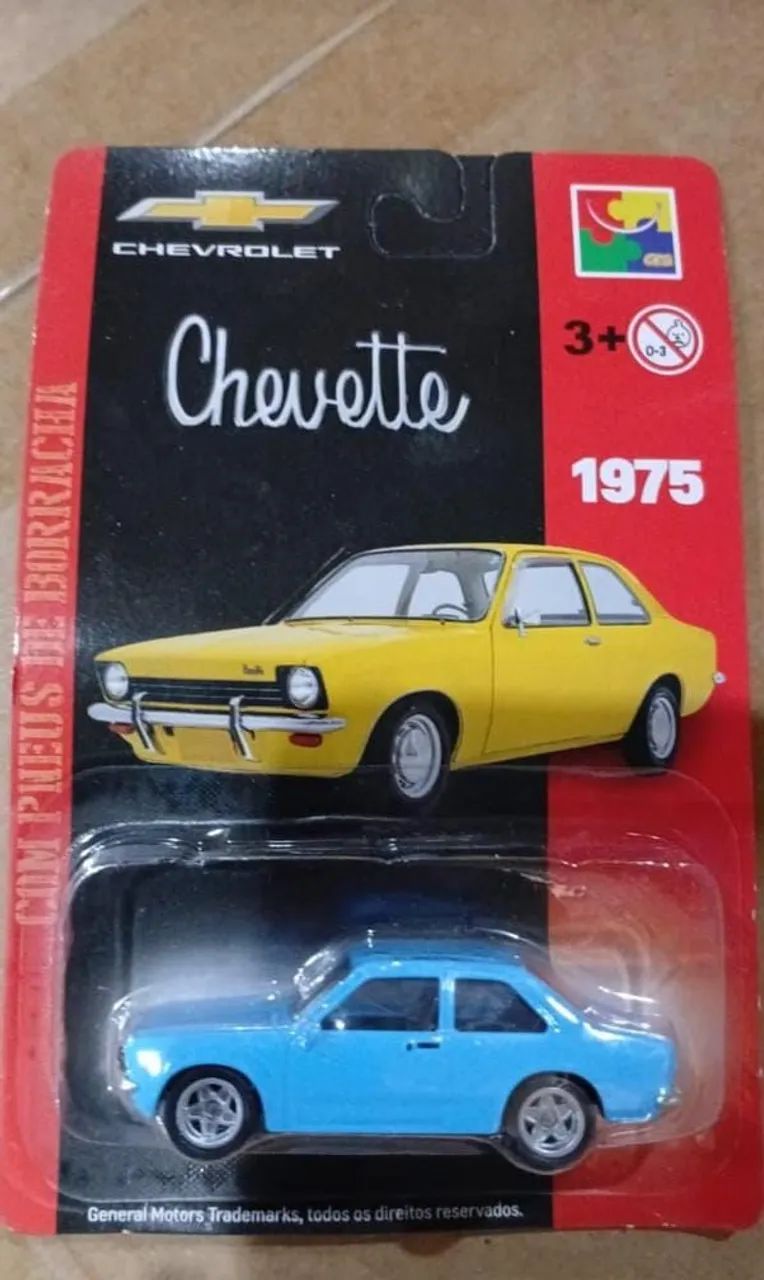 CHEVROLET
Chevette
3+
0-3
1975
COM PNEUS DE BORRACHA
General Motors Trademarks, todos os direitos reservados.